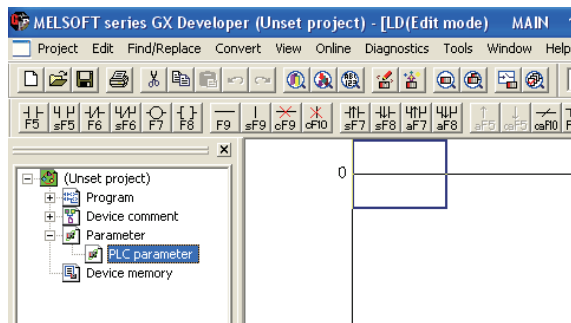 MELSOFT series GX Developer (Unset project) - [LD(Edit mode) MAIN
Project Edit Find/Replace Convert View Online Diagnostics Tools Window Help
F5 sF5 F6 sF6 F7 F8 F9 sF9 cF9 cF10 sF7 sF8 aF7 aF8 aF5 caF5 caF10
0
(Unset project)
Program
Device comment
Parameter
PLC parameter
Device memory